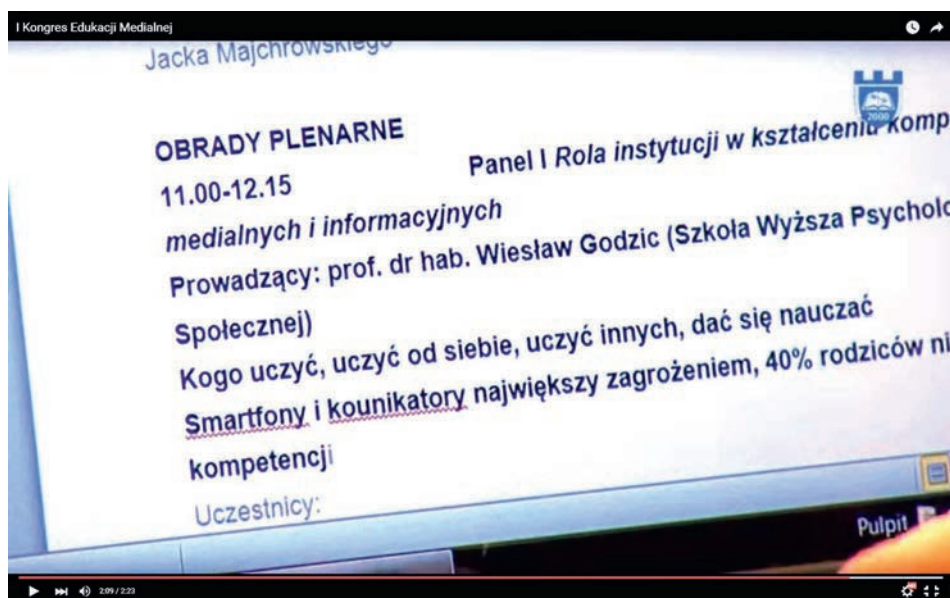 I Kongres Edukacji Medialnej
Jacka Majchrowskiego
2000
OBRADY PLENARNE
11.00-12.15 Panel I Rola instytucji w kształceniu komp
medialnych i informacyjnych
Prowadzący: prof. dr hab. Wiesław Godzic (Szkoła Wyższa Psycholo
Społecznej)
Kogo uczyć, uczyć od siebie, uczyć innych, dać się nauczać
Smartfony i kounikatory największy zagrożeniem, 40% rodziców ni
kompetencji
Uczestnicy:
Pulpit
2:09 / 2:23